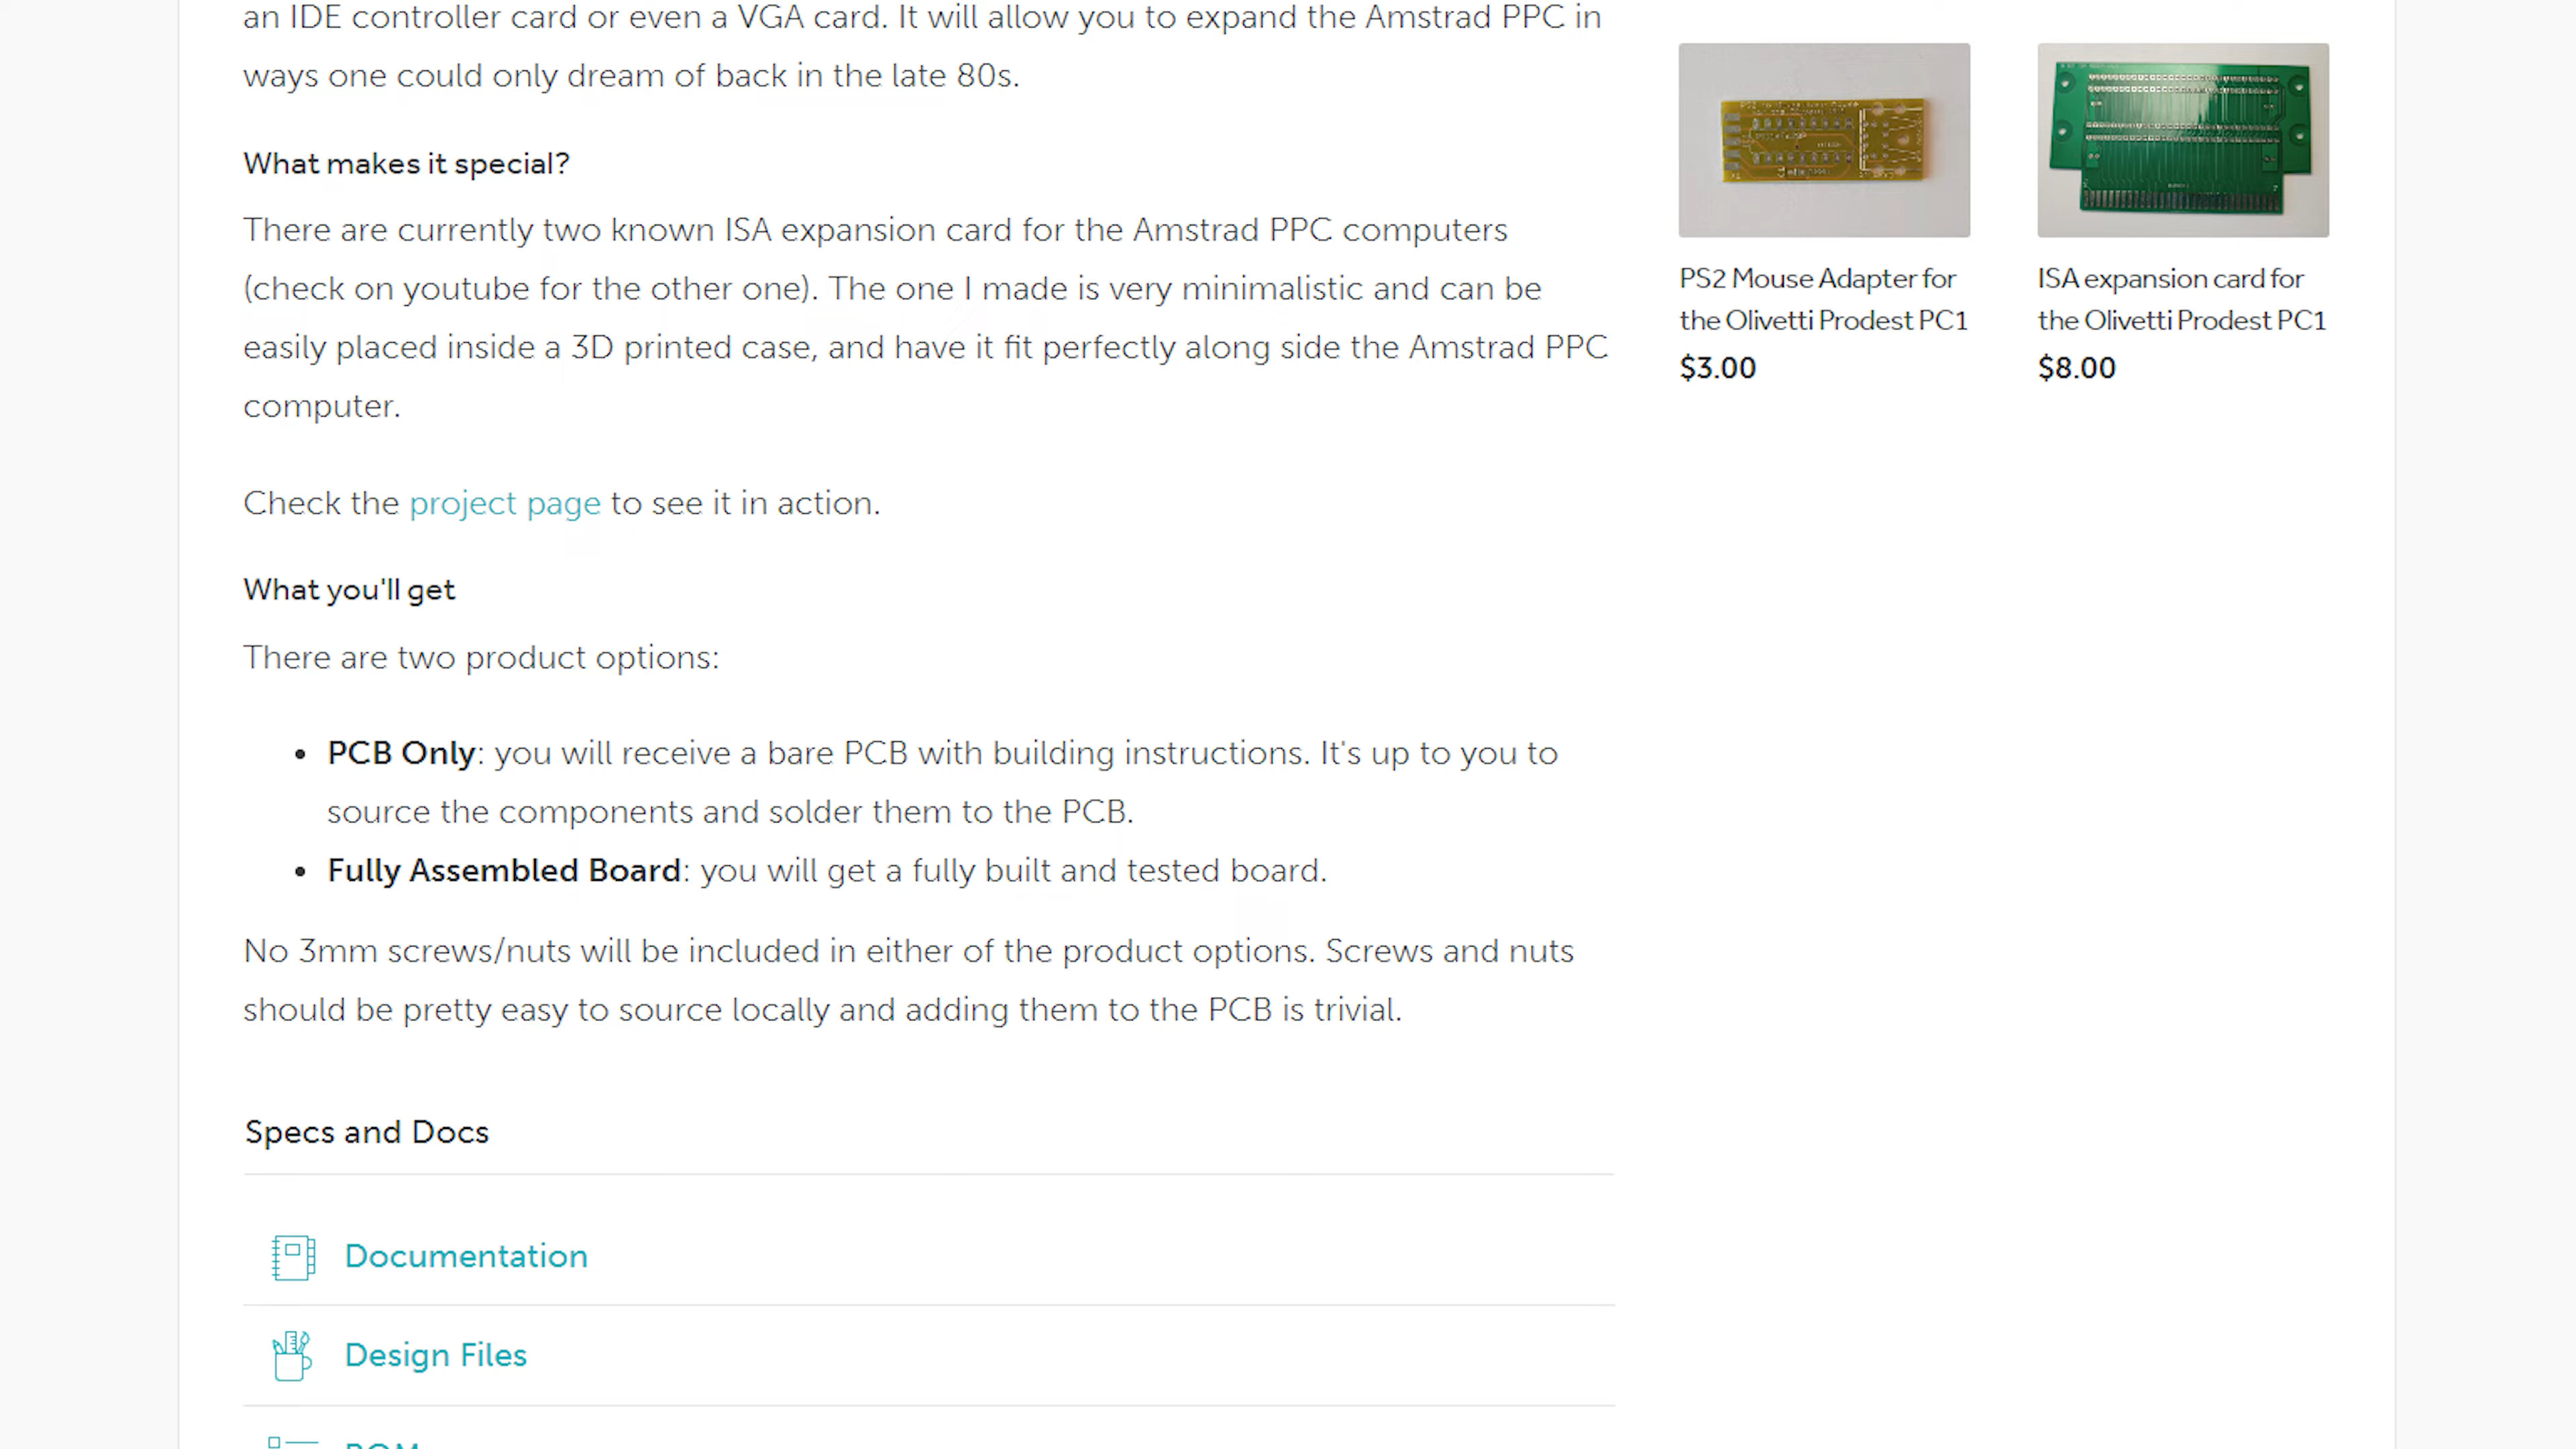 an IDE controller card or even a VGA card. It will allow you to expand the Amstrad PPC in
ways one could only dream of back in the late 80s.
What makes it special?
There are currently two known ISA expansion card for the Amstrad PPC computers
(check on youtube for the other one). The one I made is very minimalistic and can be
easily placed inside a 3D printed case, and have it fit perfectly along side the Amstrad PPC
computer.
Check the project page to see it in action.
What you'll get
There are two product options:
• PCB Only: you will receive a bare PCB with building instructions. It's up to you to
source the components and solder them to the PCB.
• Fully Assembled Board: you will get a fully built and tested board.
No 3mm screws/nuts will be included in either of the product options. Screws and nuts
should be pretty easy to source locally and adding them to the PCB is trivial.
Specs and Docs
Documentation
Design Files
PS2 Mouse Adapter for
the Olivetti Prodest PC1
$3.00
ISA expansion card for
the Olivetti Prodest PC1
$8.00